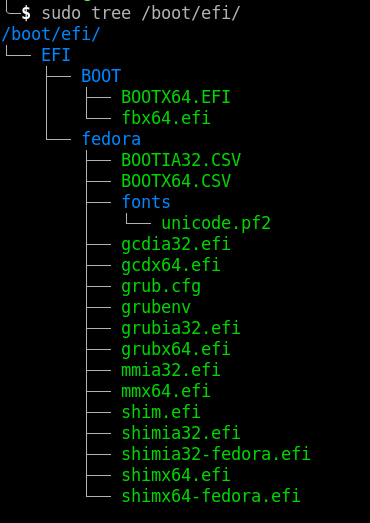 $ sudo tree /boot/efi/
/boot/efi/
└── EFI
    ├── BOOT
    │   ├── BOOTX64.EFI
    │   └── fbx64.efi
    └── fedora
        ├── BOOTIA32.CSV
        ├── BOOTX64.CSV
        ├── fonts
        │   └── unicode.pf2
        ├── gcdia32.efi
        ├── gcdx64.efi
        ├── grub.cfg
        ├── grubenv
        ├── grubia32.efi
        ├── grubx64.efi
        ├── mmia32.efi
        ├── mmx64.efi
        ├── shim.efi
        ├── shimia32.efi
        ├── shimia32-fedora.efi
        ├── shimx64.efi
        └── shimx64-fedora.efi